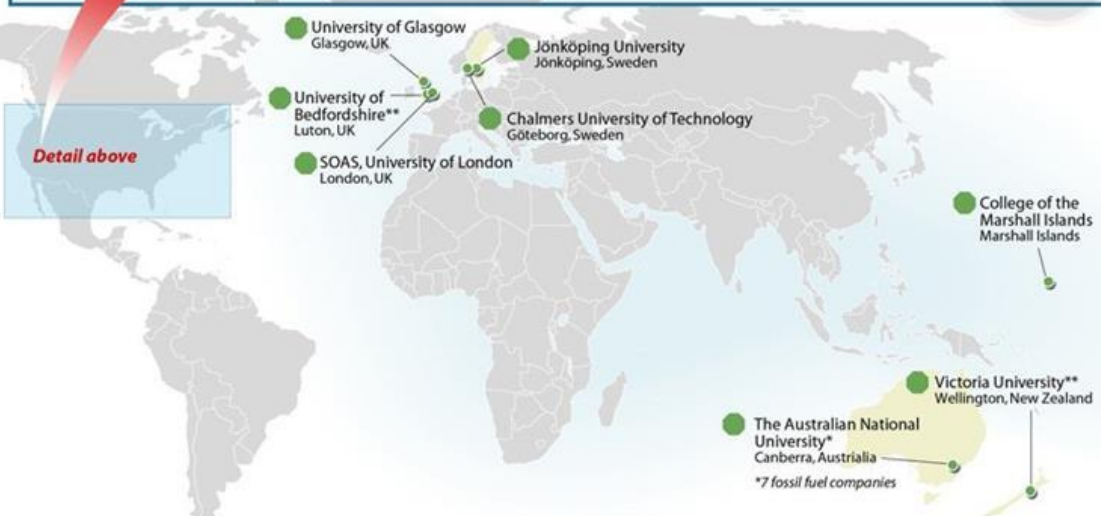 University of Glasgow
Glasgow, UK
Jönköping University
Jönköping, Sweden
University of
Bedfordshire**
Luton, UK
Chalmers University of Technology
Göteborg, Sweden
SOAS, University of London
London, UK
Detail above
College of the
Marshall Islands
Marshall Islands
Victoria University**
Wellington, New Zealand
The Australian National
University*
Canberra, Austrialia
*7 fossil fuel companies